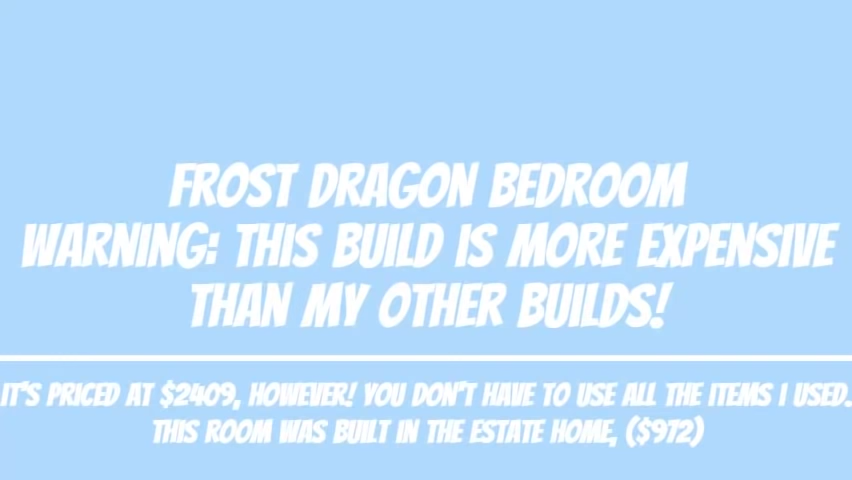 FROST DRAGON BEDROOM
WARNING: THIS BUILD IS MORE EXPENSIVE
THAN MY OTHER BUILDS!
IT'S PRICED AT $2409, HOWEVER! YOU DON'T HAVE TO USE ALL THE ITEMS I USED.
THIS ROOM WAS BUILT IN THE ESTATE HOME, ($972)